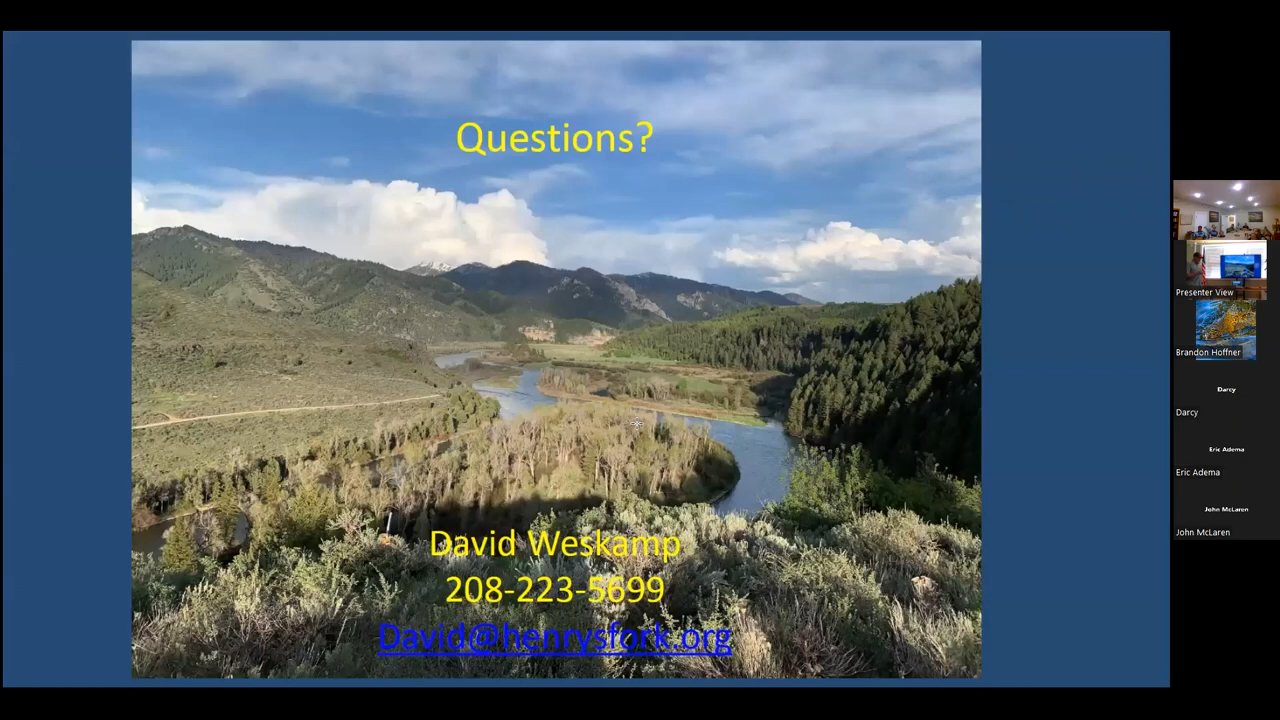 Questions?
David Weskamp
208-223-5699
David@henrysfork.org
Presenter View
Brandon Hoffner
Darcy
Darcy
Eric Adema
Eric Adema
John McLaren
John McLaren